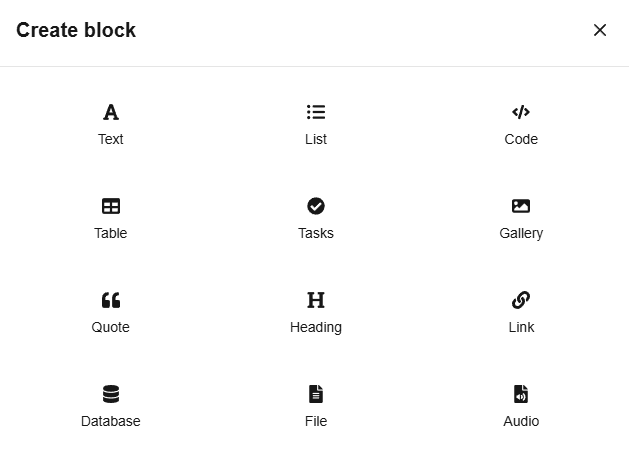 Create block
Text
List
Code
Table
Tasks
Gallery
Quote
Heading
Link
Database
File
Audio